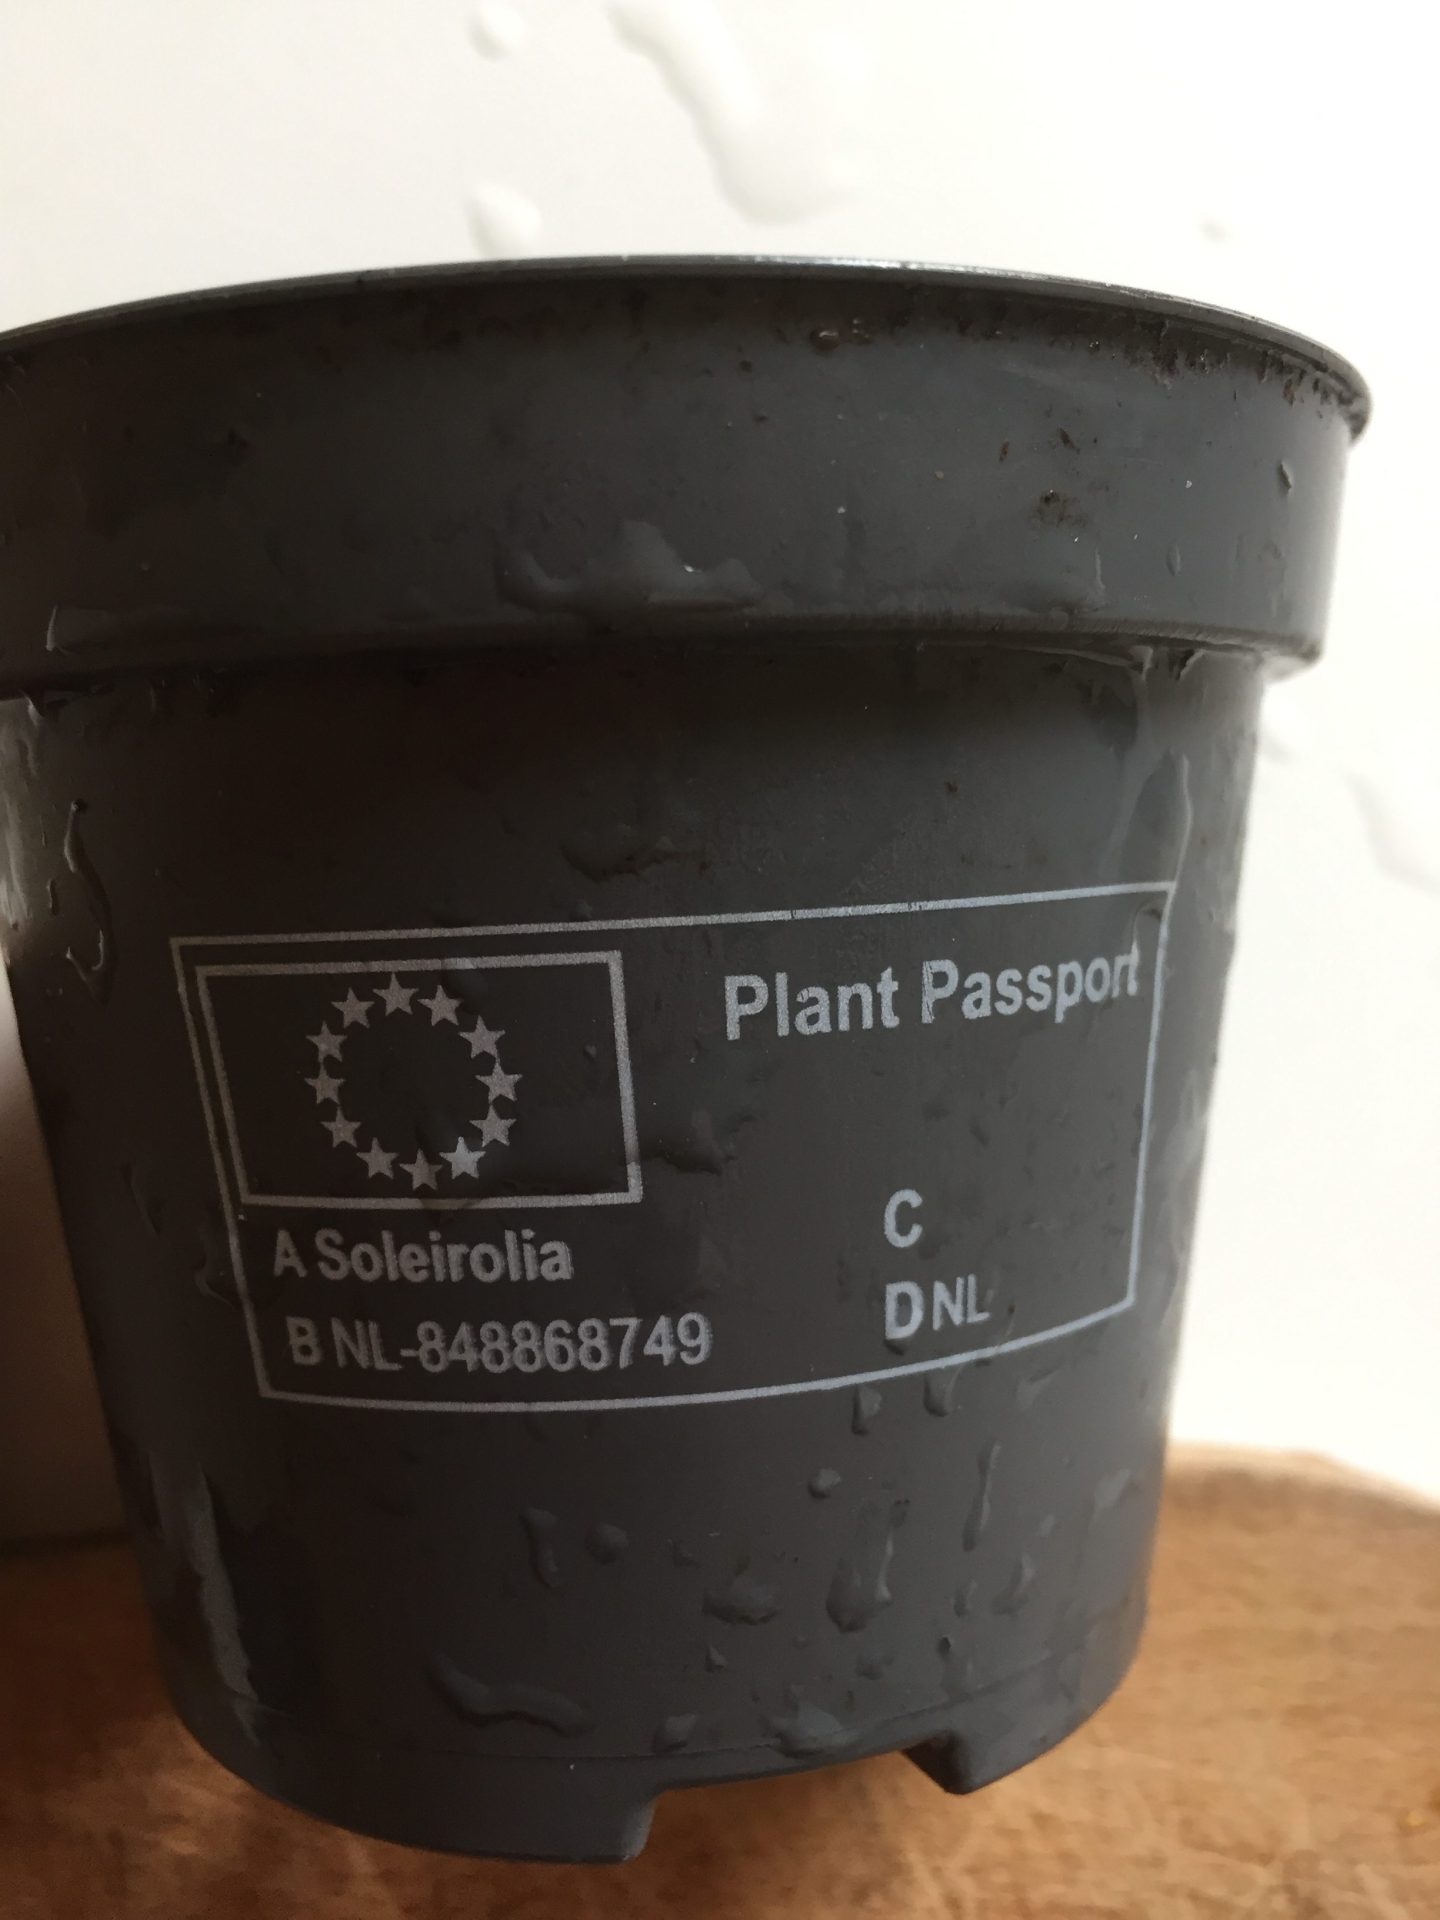 Plant Passport
A Soleirolia
B NL-848868749
C
D NL